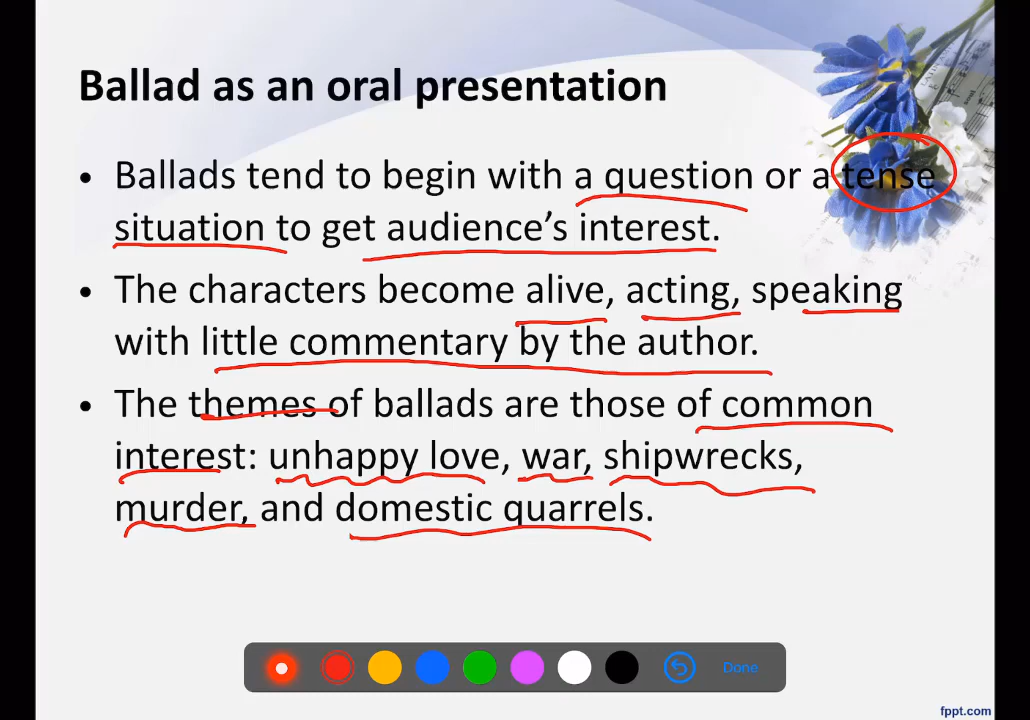 Ballad as an oral presentation
• Ballads tend to begin with a question or a tense
situation to get audience’s interest.
• The characters become alive, acting, speaking
with little commentary by the author.
• The themes of ballads are those of common
interest: unhappy love, war, shipwrecks,
murder, and domestic quarrels.
Done
fppt.com